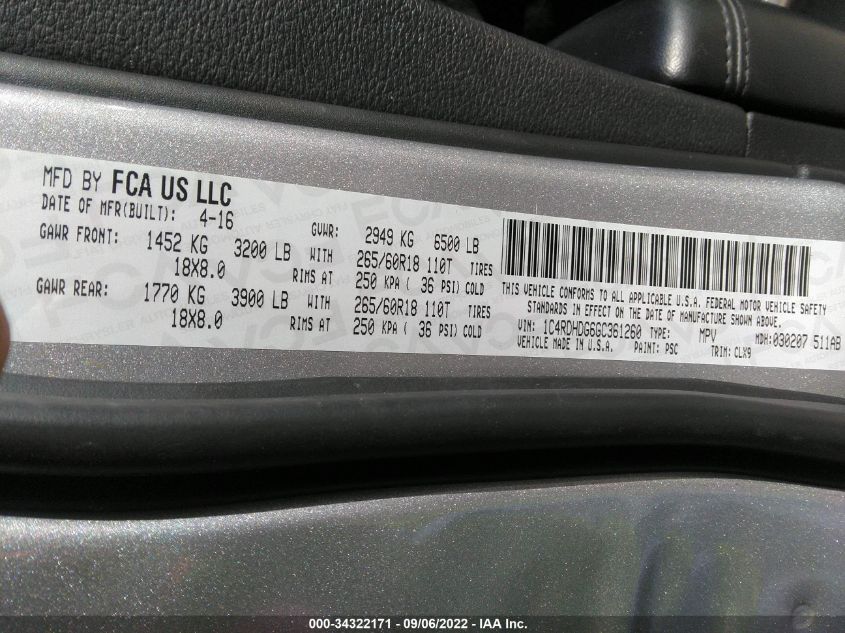 MFD BY FCA US LLC
DATE OF MFR(BUILT): 4-16 GVWR: 2949 KG 6500 LB
GAWR FRONT: 1452 KG 3200 LB WITH 265/60R18 110T TIRES
18X8.0 RIMS AT 250 KPA ( 36 PSI) COLD
GAWR REAR: 1770 KG 3900 LB WITH 265/60R18 110T TIRES
18X8.0 RIMS AT 250 KPA ( 36 PSI) COLD
THIS VEHICLE CONFORMS TO ALL APPLICABLE U.S.A. FEDERAL MOTOR VEHICLE SAFETY
STANDARDS IN EFFECT ON THE DATE OF MANUFACTURE SHOWN ABOVE.
VIN: 1C4RDHDG6GC361260 TYPE: MPV MDH:030207 511AB
VEHICLE MADE IN U.S.A. PAINT: PSC TRIM: CLX9
000-34322171 - 09/06/2022 - IAA Inc.